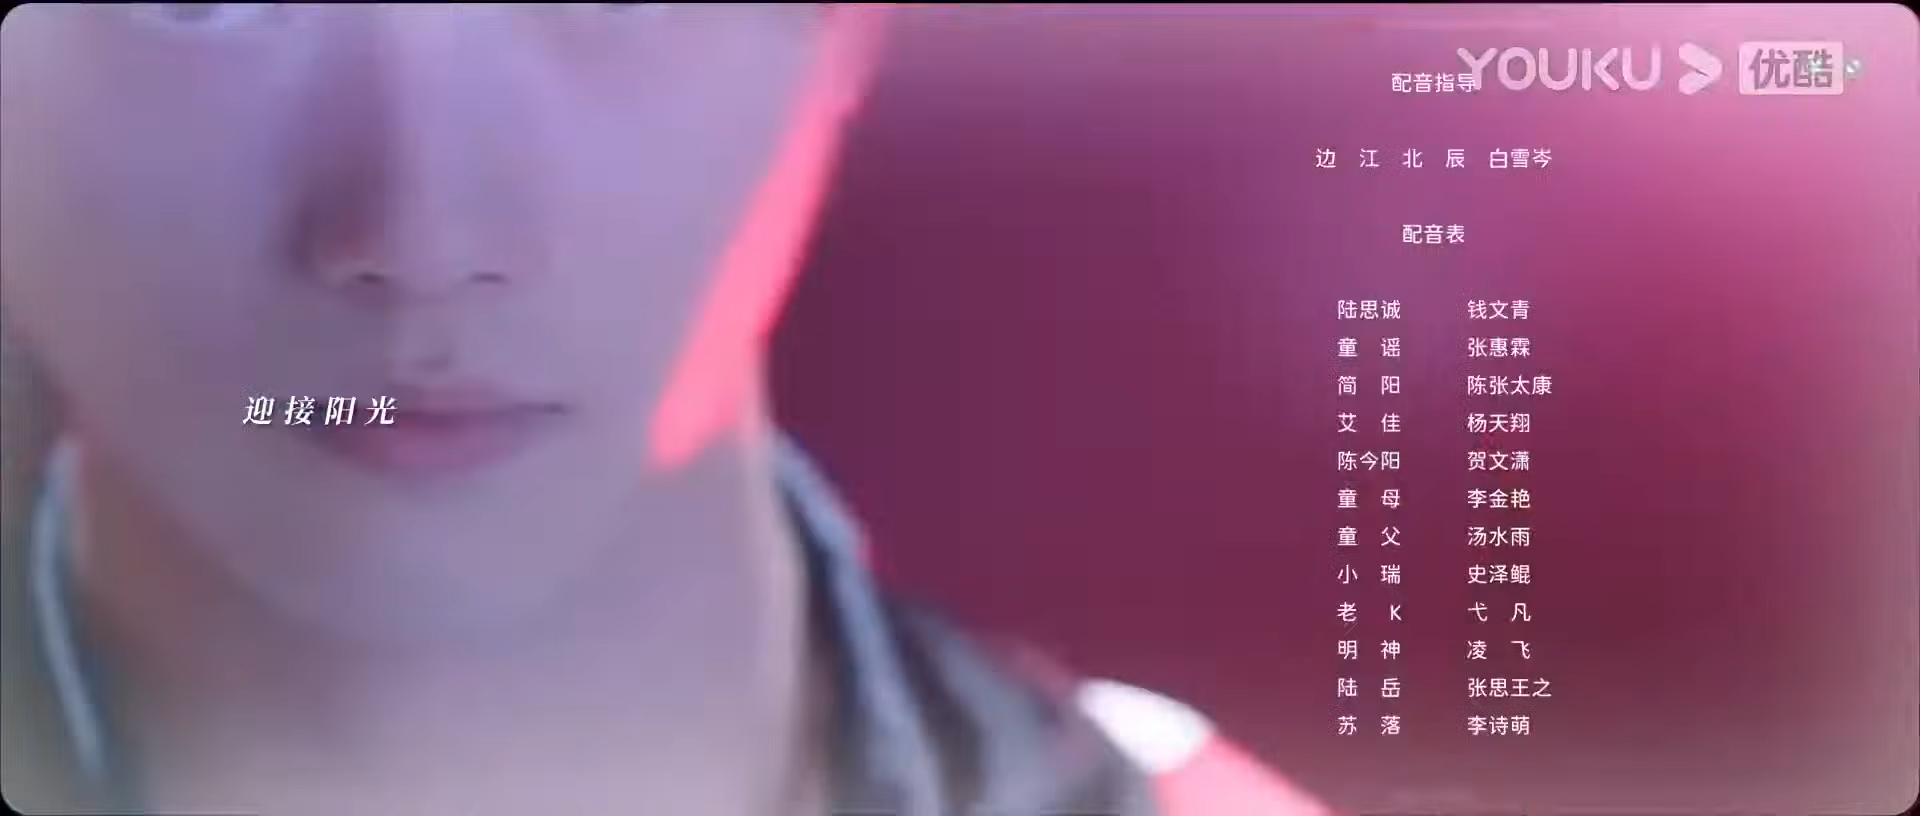 YOUKU 优酷
配音指导
边 江 北 辰 白雪岑
配音表
陆思诚 钱文青
童 谣 张惠霖
简 阳 陈张太康
艾 佳 杨天翔
陈今阳 贺文潇
迎接阳光
童 母 李金艳
童 父 汤水雨
小 瑞 史泽鲲
老 K 弋 凡
明 神 凌 飞
陆 岳 张思王之
苏 落 李诗萌